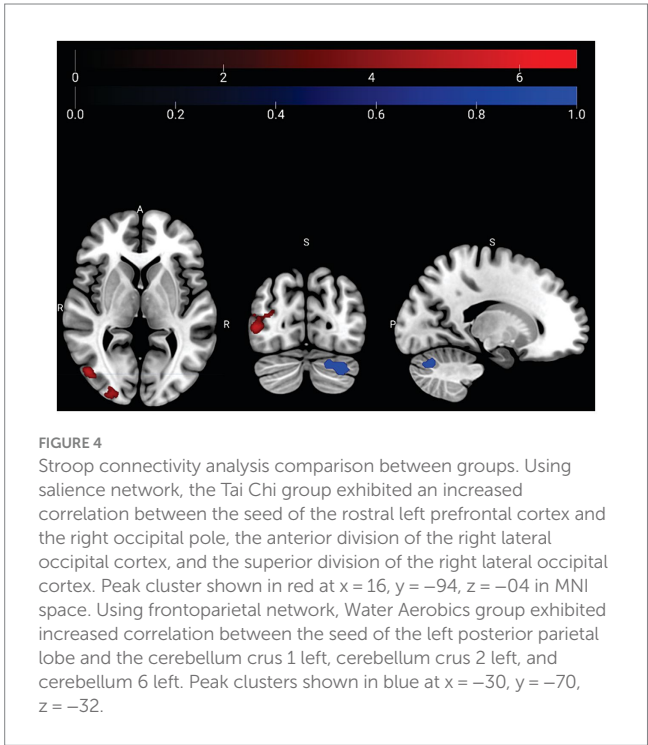 0 2 4 6
0.0 0.2 0.4 0.6 0.8 1.0
A
S
S
R
R
P
FIGURE 4
Stroop connectivity analysis comparison between groups. Using
salience network, the Tai Chi group exhibited an increased
correlation between the seed of the rostral left prefrontal cortex and
the right occipital pole, the anterior division of the right lateral
occipital cortex, and the superior division of the right lateral occipital
cortex. Peak cluster shown in red at x = 16, y = −94, z = −04 in MNI
space. Using frontoparietal network, Water Aerobics group exhibited
increased correlation between the seed of the left posterior parietal
lobe and the cerebellum crus 1 left, cerebellum crus 2 left, and
cerebellum 6 left. Peak clusters shown in blue at x = −30, y = −70,
z = −32.